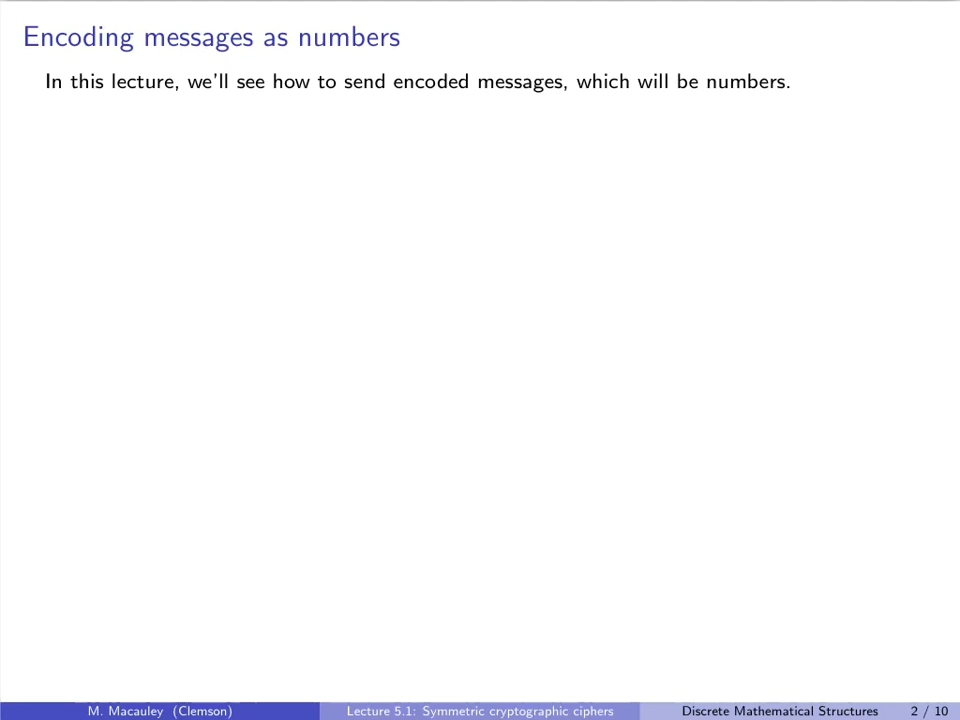 Encoding messages as numbers
In this lecture, we'll see how to send encoded messages, which will be numbers.
M. Macauley (Clemson) Lecture 5.1: Symmetric cryptographic ciphers Discrete Mathematical Structures 2 / 10